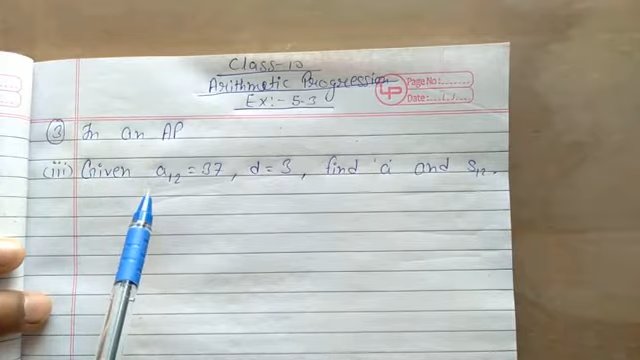 Class-10
Arithmetic Progression
Ex:- 5.3
LP
Page No:
Date:
(3) In an AP
(iii) Given a₁₂ = 37, d = 3, find 'a' and S₁₂.